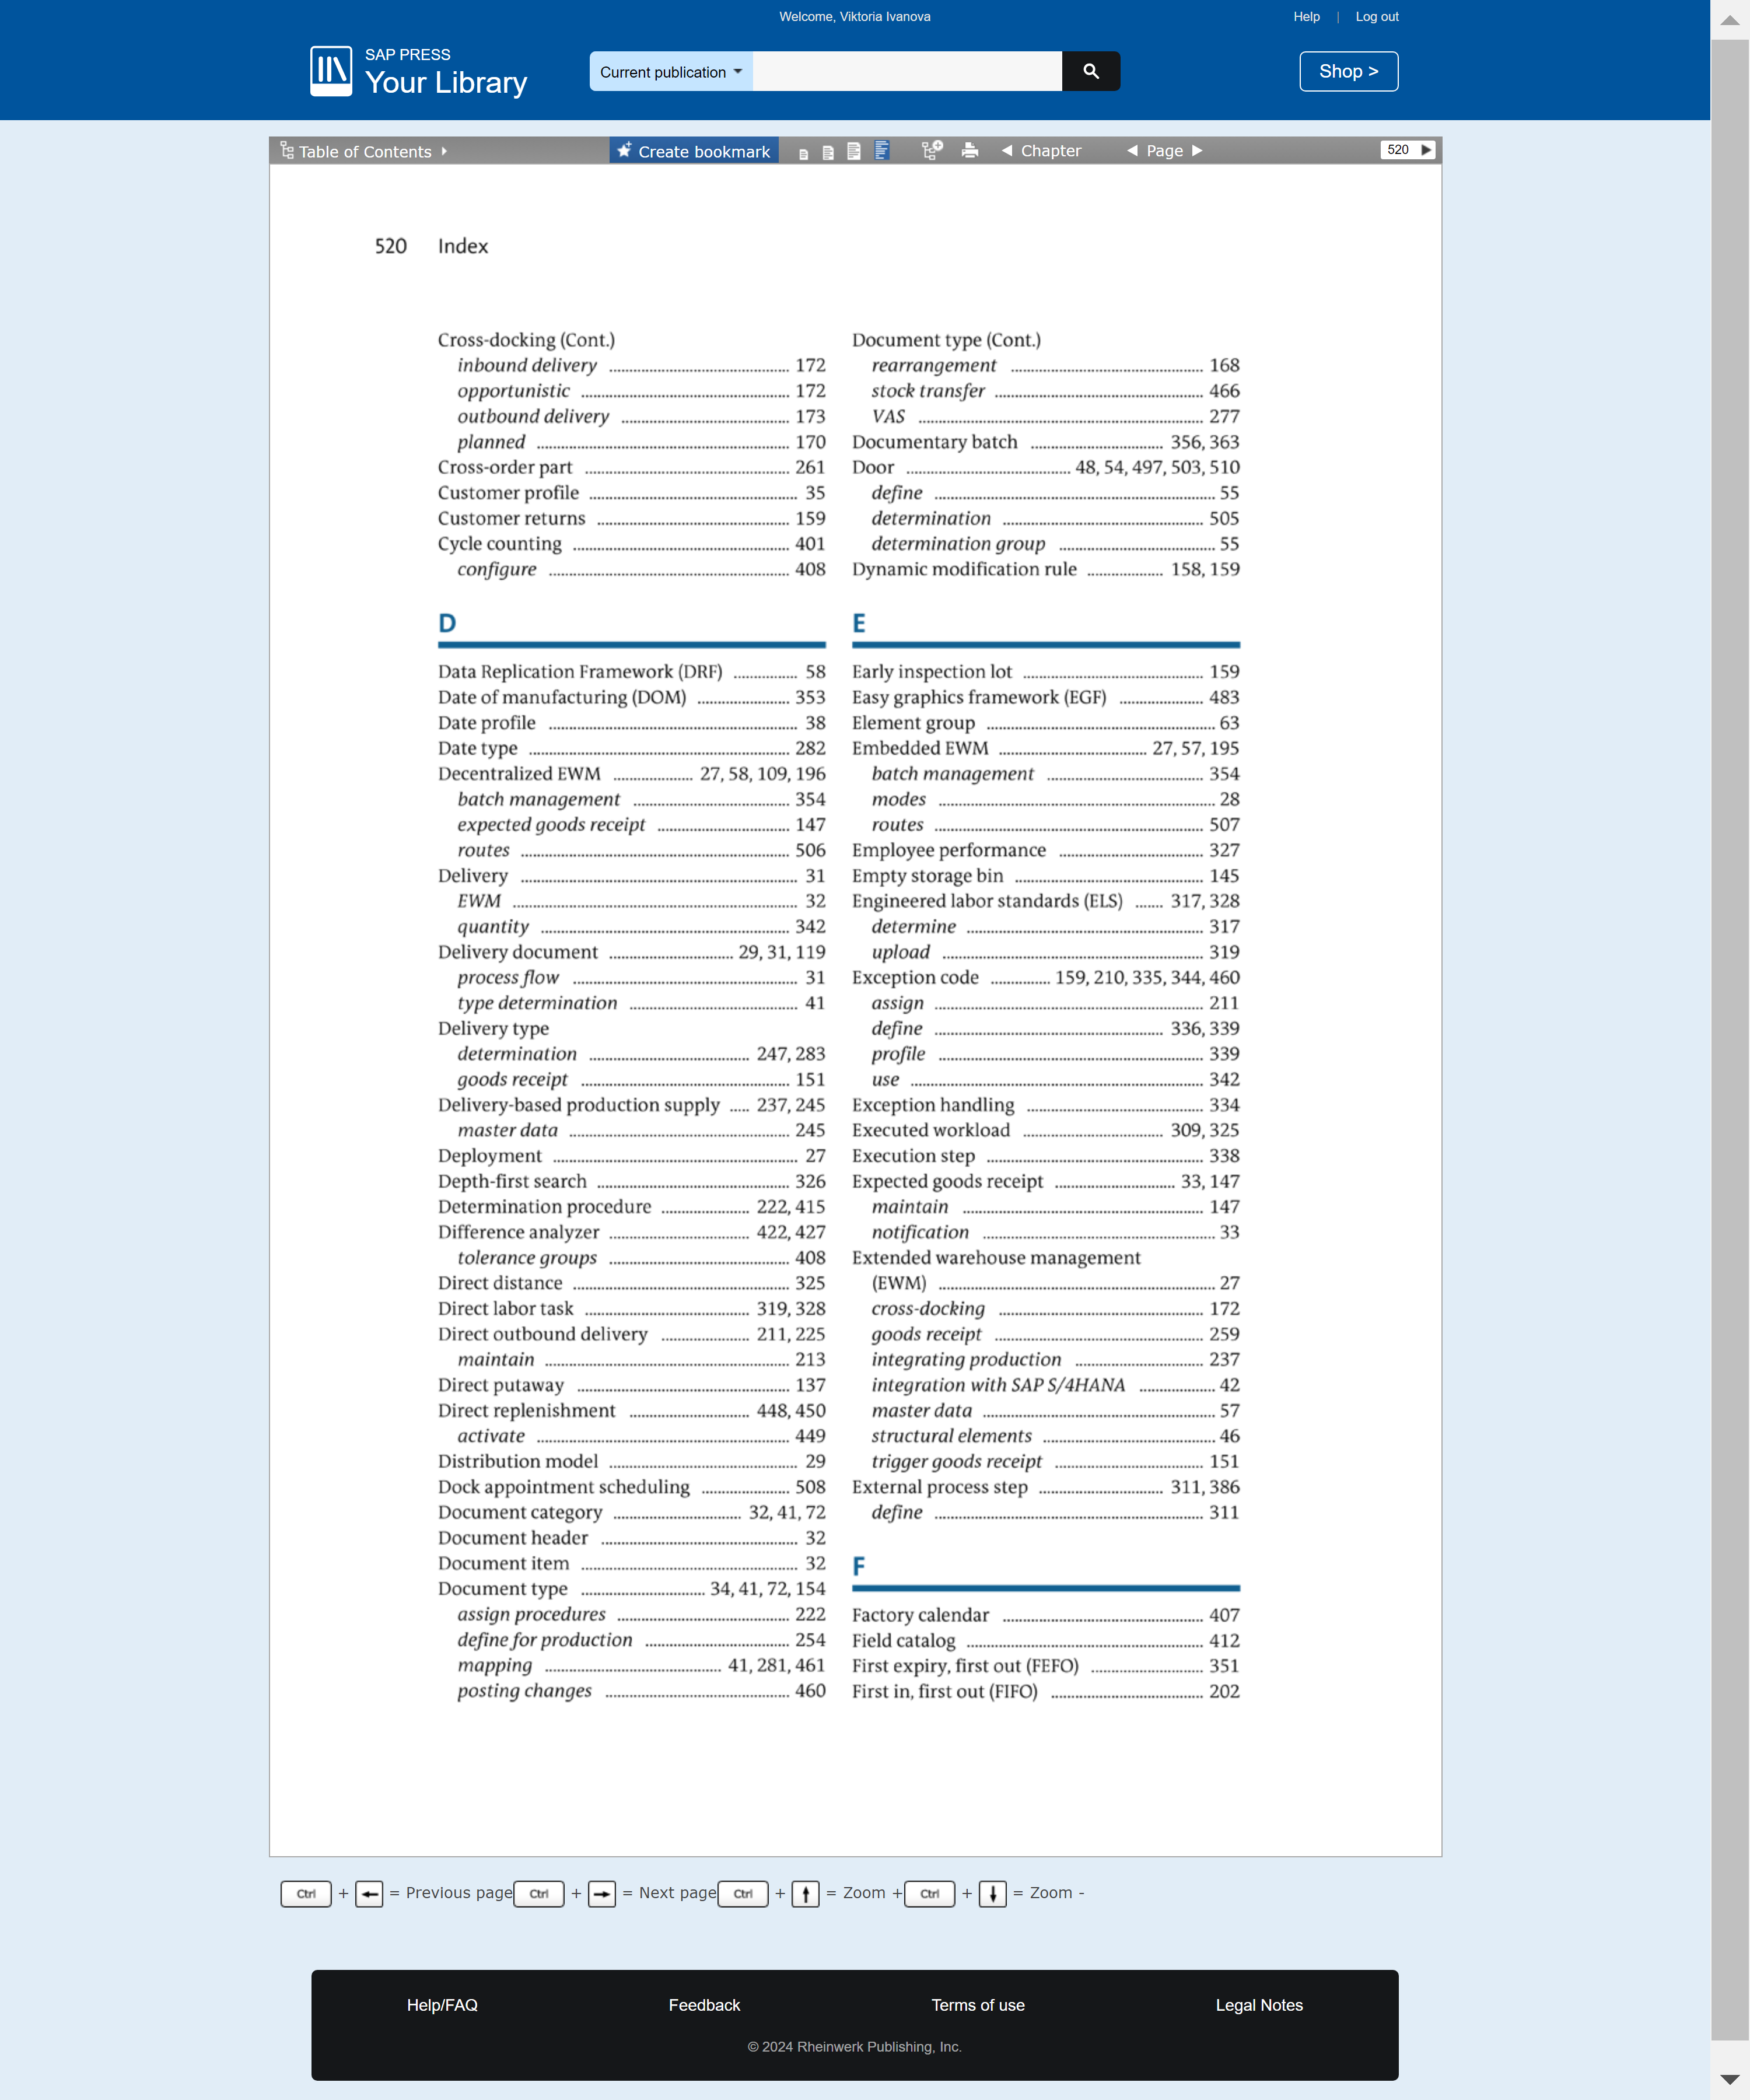 Welcome, Viktoria Ivanova
Help | Log out
SAP PRESS
Your Library
Current publication
Shop >
Table of Contents
Create bookmark
Chapter
Page
520
520 Index
Cross-docking (Cont.)
inbound delivery 172
opportunistic 172
outbound delivery 173
planned 170
Cross-order part 261
Customer profile 35
Customer returns 159
Cycle counting 401
configure 408
D
Data Replication Framework (DRF) 58
Date of manufacturing (DOM) 353
Date profile 38
Date type 282
Decentralized EWM 27, 58, 109, 196
batch management 354
expected goods receipt 147
routes 506
Delivery 31
EWM 32
quantity 342
Delivery document 29, 31, 119
process flow 31
type determination 41
Delivery type
determination 247, 283
goods receipt 151
Delivery-based production supply 237, 245
master data 245
Deployment 27
Depth-first search 326
Determination procedure 222, 415
Difference analyzer 422, 427
tolerance groups 408
Direct distance 325
Direct labor task 319, 328
Direct outbound delivery 211, 225
maintain 213
Direct putaway 137
Direct replenishment 448, 450
activate 449
Distribution model 29
Dock appointment scheduling 508
Document category 32, 41, 72
Document header 32
Document item 32
Document type 34, 41, 72, 154
assign procedures 222
define for production 254
mapping 41, 281, 461
posting changes 460
Document type (Cont.)
rearrangement 168
stock transfer 466
VAS 277
Documentary batch 356, 363
Door 48, 54, 497, 503, 510
define 55
determination 505
determination group 55
Dynamic modification rule 158, 159
E
Early inspection lot 159
Easy graphics framework (EGF) 483
Element group 63
Embedded EWM 27, 57, 195
batch management 354
modes 28
routes 507
Employee performance 327
Empty storage bin 145
Engineered labor standards (ELS) 317, 328
determine 317
upload 319
Exception code 159, 210, 335, 344, 460
assign 211
define 336, 339
profile 339
use 342
Exception handling 334
Executed workload 309, 325
Execution step 338
Expected goods receipt 33, 147
maintain 147
notification 33
Extended warehouse management
(EWM) 27
cross-docking 172
goods receipt 259
integrating production 237
integration with SAP S/4HANA 42
master data 57
structural elements 46
trigger goods receipt 151
External process step 311, 386
define 311
F
Factory calendar 407
Field catalog 412
First expiry, first out (FEFO) 351
First in, first out (FIFO) 202
Ctrl + ← = Previous page Ctrl + → = Next page Ctrl + ↑ = Zoom + Ctrl + ↓ = Zoom -
Help/FAQ Feedback Terms of use Legal Notes
© 2024 Rheinwerk Publishing, Inc.